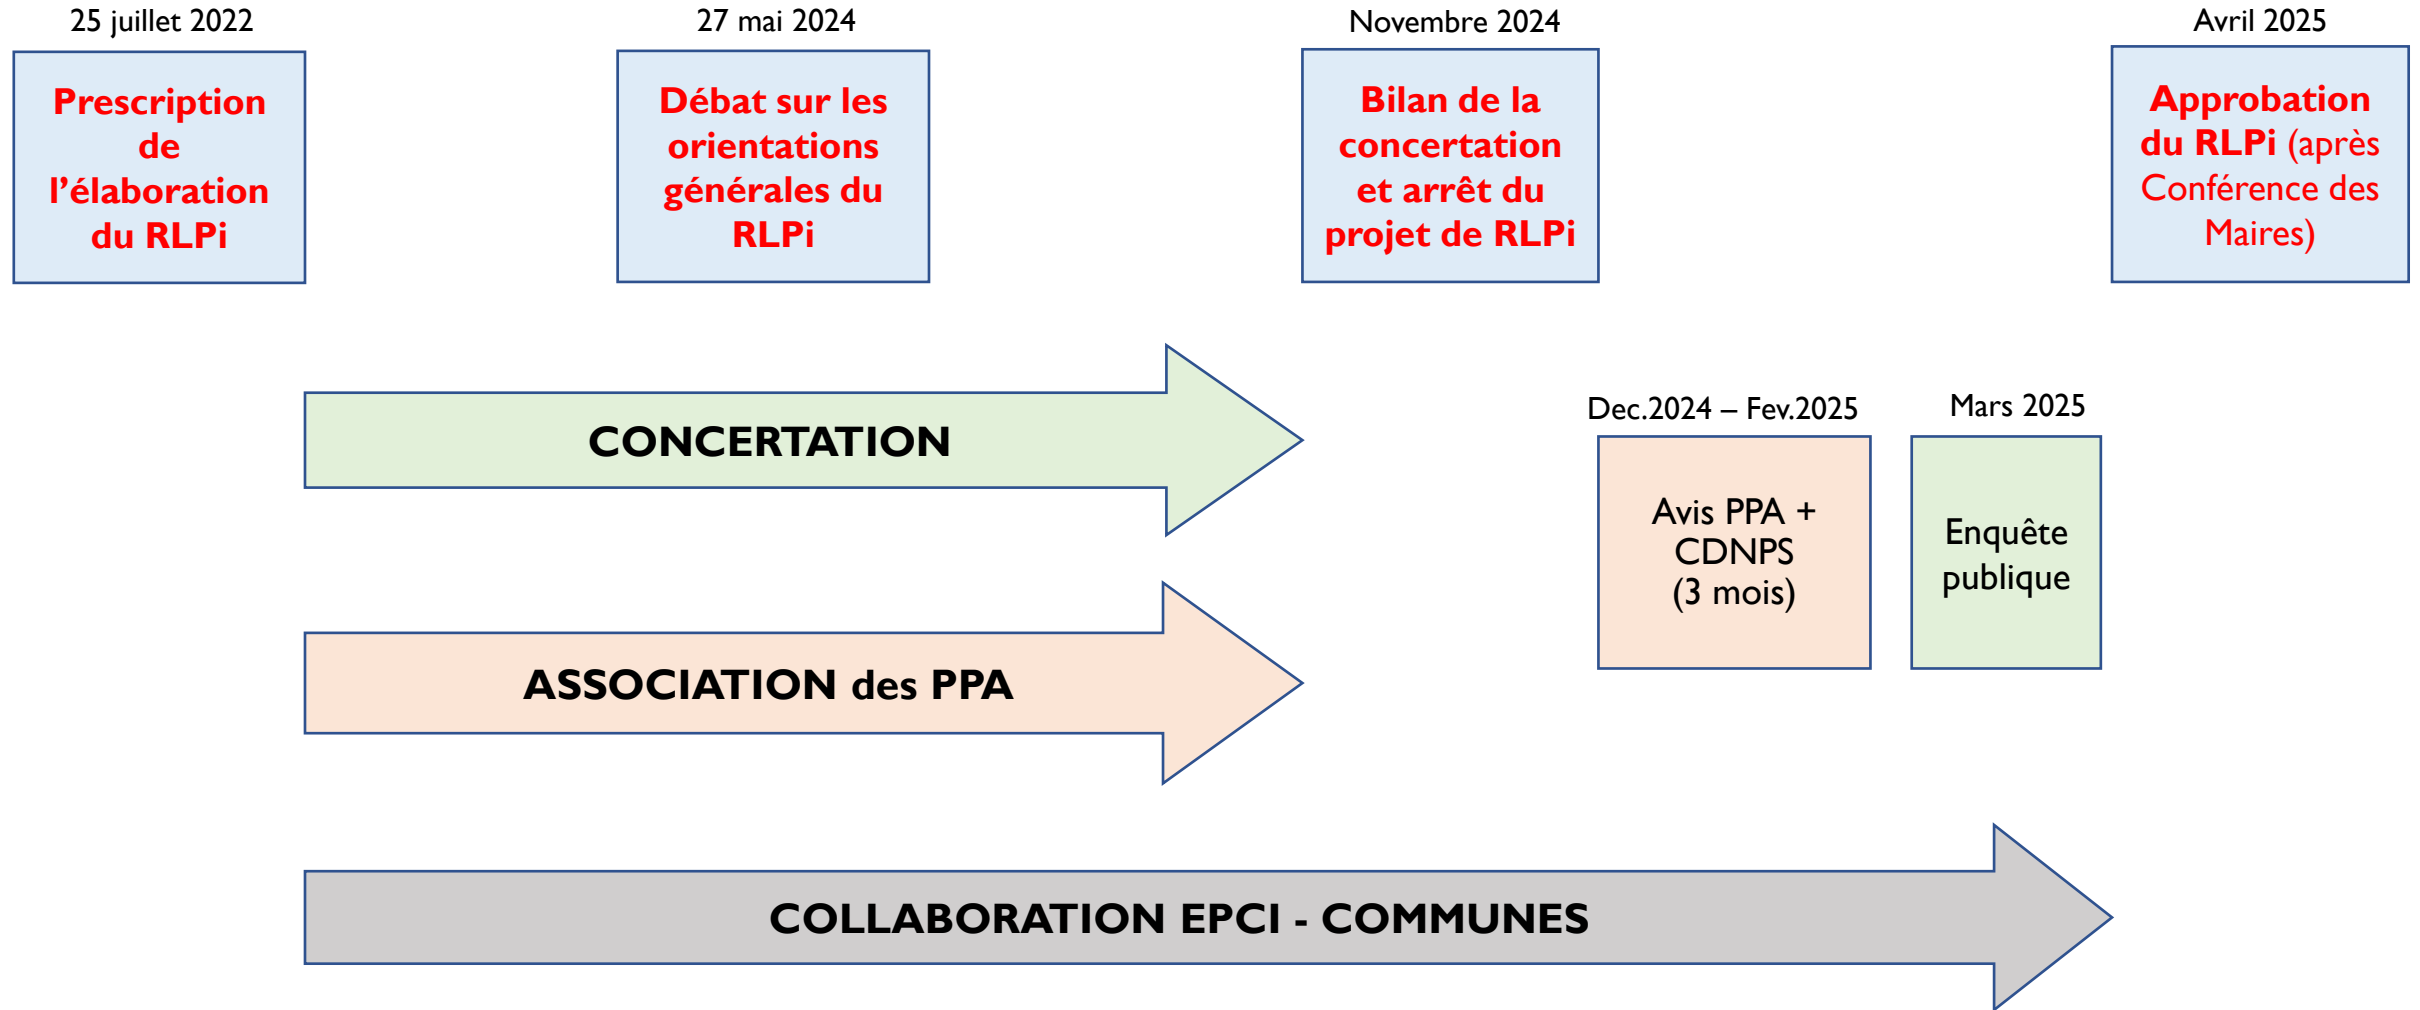 25 juillet 2022
Prescription
de
l’élaboration
du RLPi
27 mai 2024
Débat sur les
orientations
générales du
RLPi
Novembre 2024
Bilan de la
concertation
et arrêt du
projet de RLPi
Avril 2025
Approbation
du RLPi (après
Conférence des
Maires)
CONCERTATION
Dec.2024 – Fev.2025
Avis PPA +
CDNPS
(3 mois)
Mars 2025
Enquête
publique
ASSOCIATION des PPA
COLLABORATION EPCI - COMMUNES